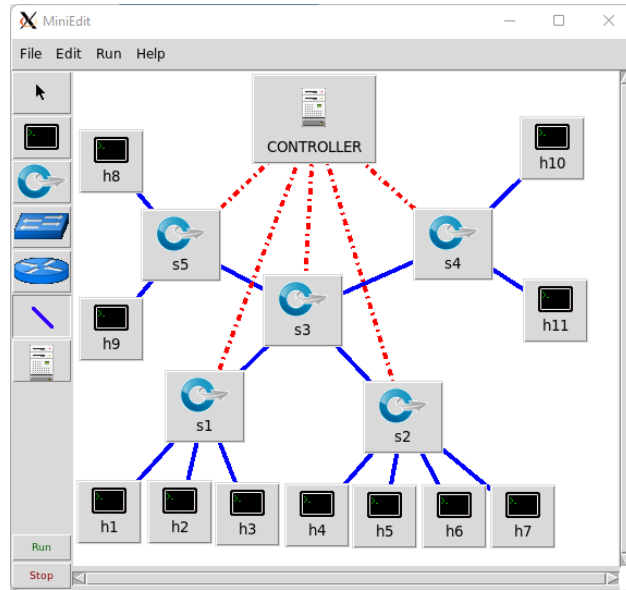 MiniEdit
File Edit Run Help
CONTROLLER
h8
h10
s5
s4
h9
s3
h11
s1
s2
h1 h2 h3 h4 h5 h6 h7
Run
Stop